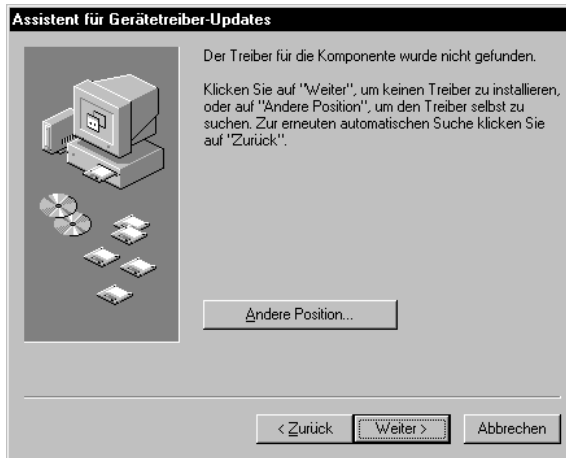 Assistent für Gerätetreiber-Updates
Der Treiber für die Komponente wurde nicht gefunden.
Klicken Sie auf "Weiter", um keinen Treiber zu installieren,
oder auf "Andere Position", um den Treiber selbst zu
suchen. Zur erneuten automatischen Suche klicken Sie
auf "Zurück".
Andere Position...
< Zurück
Weiter >
Abbrechen